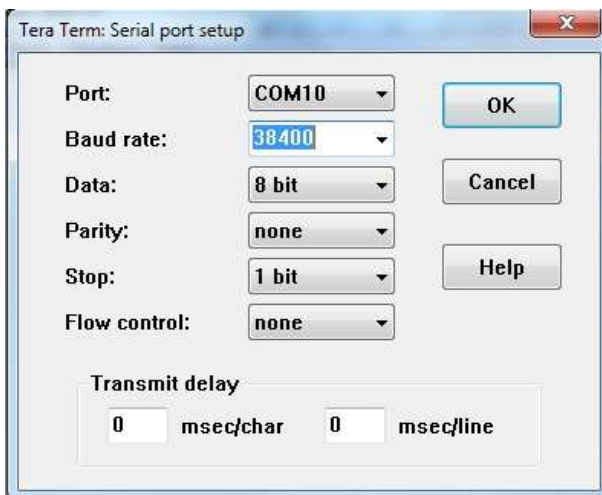 Tera Term: Serial port setup
Port: COM10 OK
Baud rate: 38400
Data: 8 bit Cancel
Parity: none
Stop: 1 bit Help
Flow control: none
Transmit delay
0 msec/char 0 msec/line